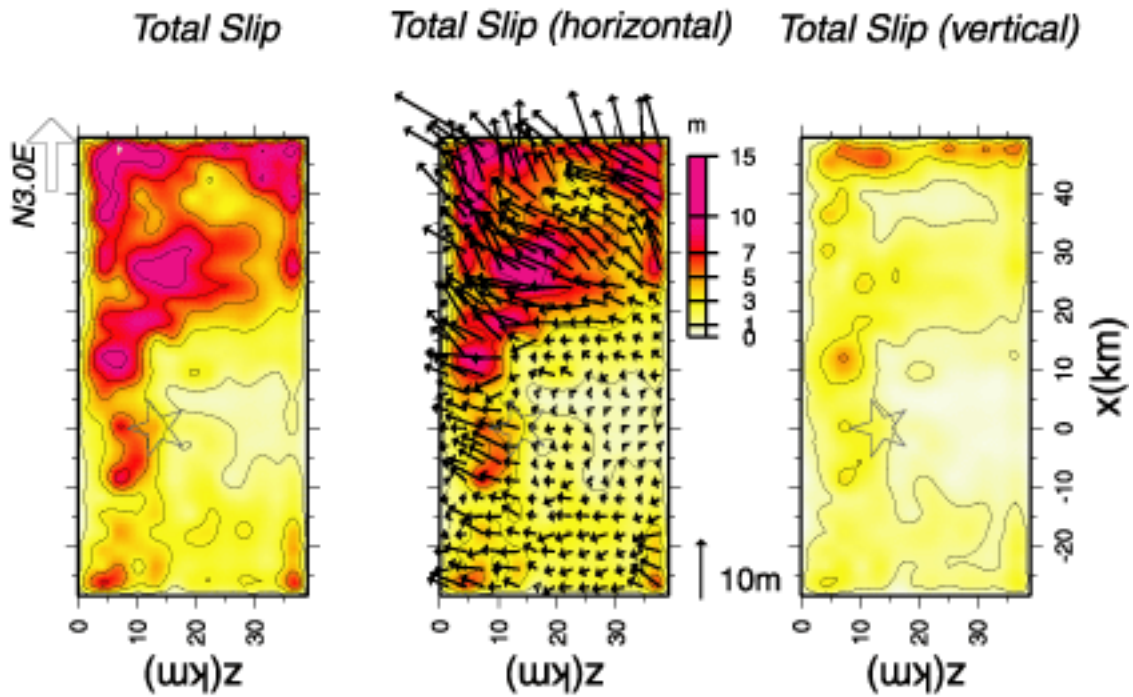 Total Slip
Total Slip (horizontal)
Total Slip (vertical)
N3.0E
m
15
10
7
5
3
1
0
10m
0 10 20 30
z(km)
0 10 20 30
z(km)
0 10 20 30
z(km)
40
30
20
10
0
-10
-20
x(km)